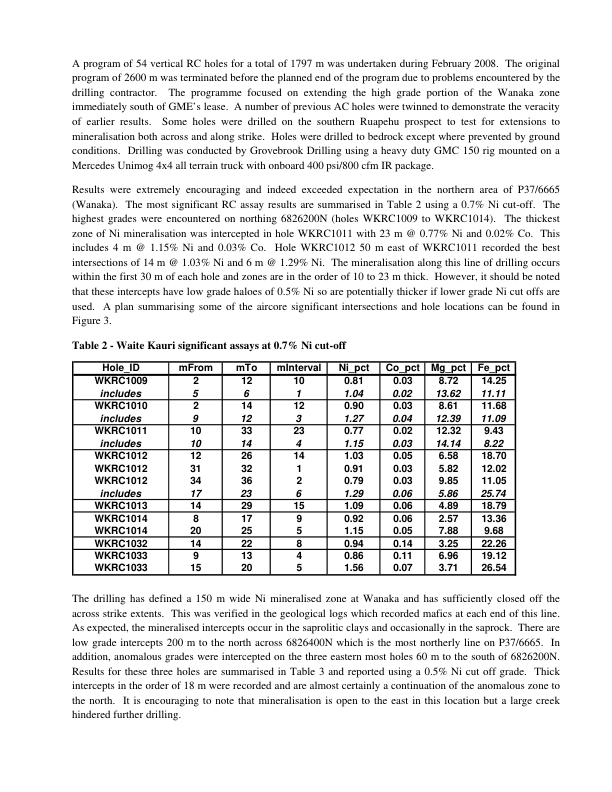 A program of 54 vertical RC holes for a total of 1797 m was undertaken during February 2008. The original
program of 2600 m was terminated before the planned end of the program due to problems encountered by the
drilling contractor. The programme focused on extending the high grade portion of the Wanaka zone
immediately south of GME's lease. A number of previous AC holes were twinned to demonstrate the veracity
of earlier results. Some holes were drilled on the southern Ruapehu prospect to test for extensions to
mineralisation both across and along strike. Holes were drilled to bedrock except where prevented by ground
conditions. Drilling was conducted by Grovebrook Drilling using a heavy duty GMC 150 rig mounted on a
Mercedes Unimog 4x4 all terrain truck with onboard 400 psi/800 cfm IR package.
Results were extremely encouraging and indeed exceeded expectation in the northern area of P37/6665
(Wanaka). The most significant RC assay results are summarised in Table 2 using a 0.7% Ni cut-off. The
highest grades were encountered on northing 6826200N (holes WKRC1009 to WKRC1014). The thickest
zone of Ni mineralisation was intercepted in hole WKRC1011 with 23 m @ 0.77% Ni and 0.02% Co. This
includes 4 m @ 1.15% Ni and 0.03% Co. Hole WKRC1012 50 m east of WKRC1011 recorded the best
intersections of 14 m @ 1.03% Ni and 6 m @ 1.29% Ni. The mineralisation along this line of drilling occurs
within the first 30 m of each hole and zones are in the order of 10 to 23 m thick. However, it should be noted
that these intercepts have low grade haloes of 0.5% Ni so are potentially thicker if lower grade Ni cut offs are
used. A plan summarising some of the aircore significant intersections and hole locations can be found in
Figure 3.
Table 2 - Waite Kauri significant assays at 0.7% Ni cut-off
Hole_ID mFrom mTo mInterval Ni_pct Co_pct Mg_pct Fe_pct
WKRC1009 2 12 10 0.81 0.03 8.72 14.25
includes 5 6 1 1.04 0.02 13.62 11.11
WKRC1010 2 14 12 0.90 0.03 8.61 11.68
includes 9 12 3 1.27 0.04 12.39 11.09
WKRC1011 10 33 23 0.77 0.02 12.32 9.43
includes 10 14 4 1.15 0.03 14.14 8.22
WKRC1012 12 26 14 1.03 0.05 6.58 18.70
WKRC1012 31 32 1 0.91 0.03 5.82 12.02
WKRC1012 34 36 2 0.79 0.03 9.85 11.05
includes 17 23 6 1.29 0.06 5.86 25.74
WKRC1013 14 29 15 1.09 0.06 4.89 18.79
WKRC1014 8 17 9 0.92 0.06 2.57 13.36
WKRC1014 20 25 5 1.15 0.05 7.88 9.68
WKRC1032 14 22 8 0.94 0.14 3.25 22.26
WKRC1033 9 13 4 0.86 0.11 6.96 19.12
WKRC1033 15 20 5 1.56 0.07 3.71 26.54
The drilling has defined a 150 m wide Ni mineralised zone at Wanaka and has sufficiently closed off the
across strike extents. This was verified in the geological logs which recorded mafics at each end of this line.
As expected, the mineralised intercepts occur in the saprolitic clays and occasionally in the saprock. There are
low grade intercepts 200 m to the north across 6826400N which is the most northerly line on P37/6665. In
addition, anomalous grades were intercepted on the three eastern most holes 60 m to the south of 6826200N.
Results for these three holes are summarised in Table 3 and reported using a 0.5% Ni cut off grade. Thick
intercepts in the order of 18 m were recorded and are almost certainly a continuation of the anomalous zone to
the north. It is encouraging to note that mineralisation is open to the east in this location but a large creek
hindered further drilling.